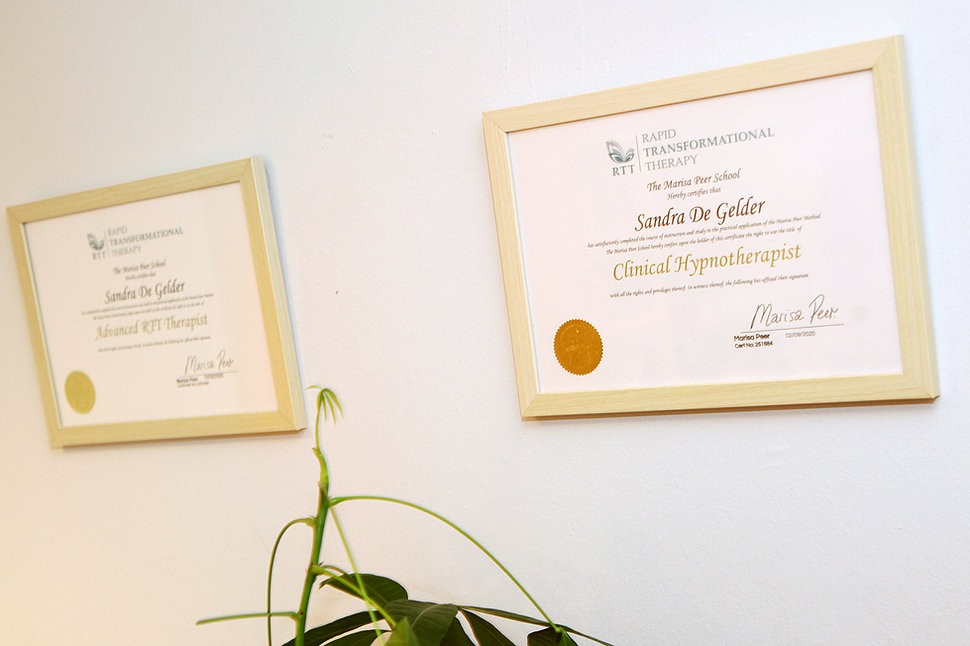 RAPID
TRANSFORMATIONAL
THERAPY
RTT
The Marisa Peer School
hereby certifies that
Sandra De Gelder
Advanced RTT Therapist
Marisa Peer
Marisa Peer
RAPID
TRANSFORMATIONAL
THERAPY
RTT
The Marisa Peer School
Hereby certifies that
Sandra De Gelder
has satisfactorily completed the course of instruction and study in the practical application of the Marisa Peer Method
The Marisa Peer School hereby confers upon the holder of this certificate the right to use the title of
Clinical Hypnotherapist
with all the rights and privileges thereof. In witness thereof, the following has affixed their signature
Marisa Peer
Marisa Peer
02/09/2020
Cert No: 251884